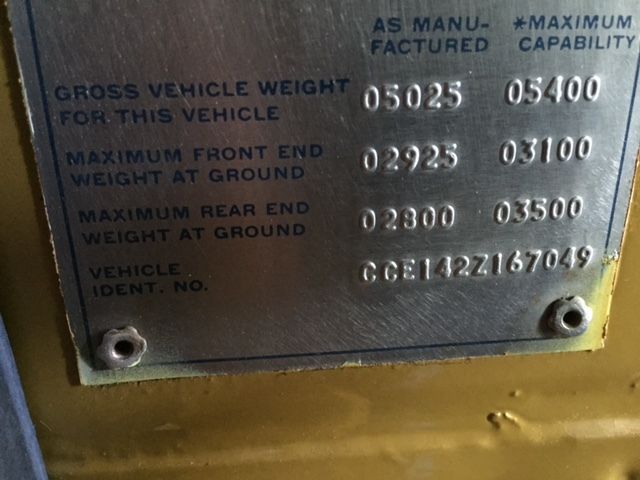 AS MANU- *MAXIMUM
FACTURED CAPABILITY
GROSS VEHICLE WEIGHT 05025 05400
FOR THIS VEHICLE
MAXIMUM FRONT END 02925 03100
WEIGHT AT GROUND
MAXIMUM REAR END 02800 03500
WEIGHT AT GROUND
VEHICLE CCE142Z167049
IDENT. NO.